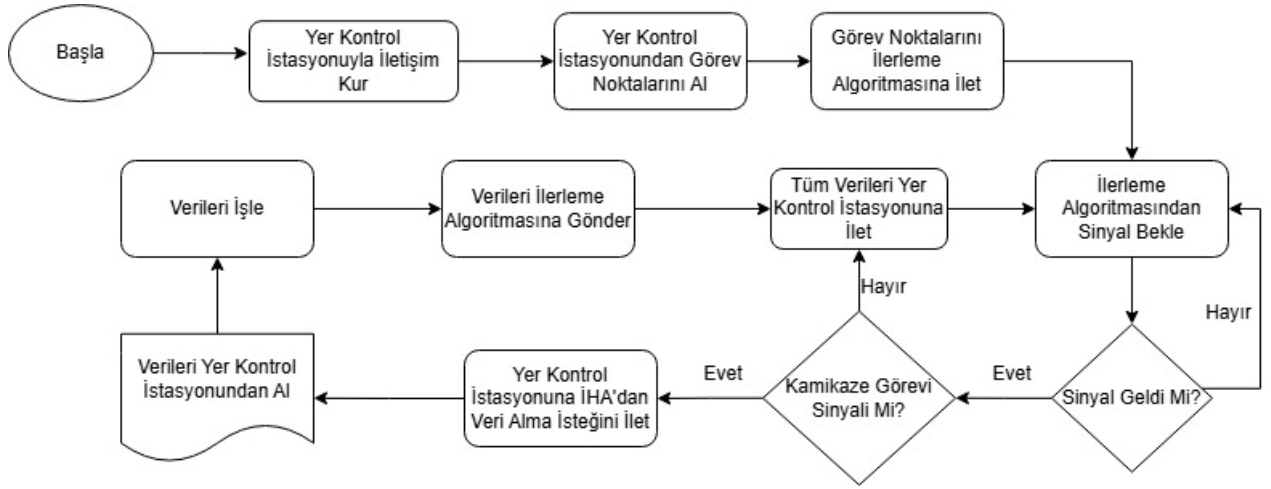 Başla
Yer Kontrol
İstasyonuyla İletişim
Kur
Yer Kontrol
İstasyonundan Görev
Noktalarını Al
Görev Noktalarını
İlerleme
Algoritmasına İlet
Verileri İşle
Verileri İlerleme
Algoritmasına Gönder
Tüm Verileri Yer
Kontrol İstasyonuna
İlet
İlerleme
Algoritmasından
Sinyal Bekle
Hayır
Hayır
Verileri Yer Kontrol
İstasyonundan Al
Yer Kontrol
İstasyonuna İHA'dan
Veri Alma İsteğini İlet
Evet
Kamikaze Görevi
Sinyali Mi?
Evet
Sinyal Geldi Mi?